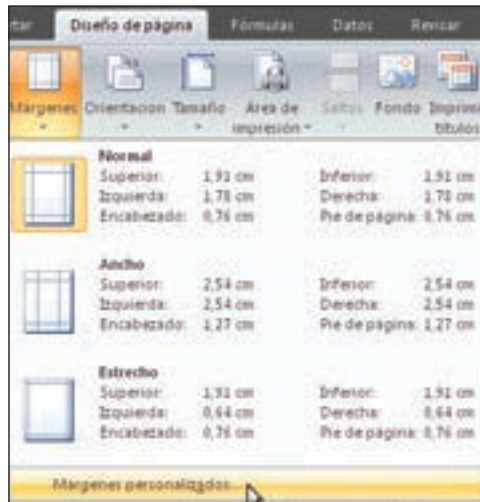 rtar Diseño de página Fórmulas Datos Revisar
Márgenes Orientación Tamaño Área de Saltos Fondo Imprimi
impresión títulos
Normal
Superior: 1,91 cm Inferior: 1,91 cm
Izquierda: 1,78 cm Derecha: 1,78 cm
Encabezado: 0,76 cm Pie de página: 0,76 cm
Ancho
Superior: 2,54 cm Inferior: 2,54 cm
Izquierda: 2,54 cm Derecha: 2,54 cm
Encabezado: 1,27 cm Pie de página: 1,27 cm
Estrecho
Superior: 1,91 cm Inferior: 1,91 cm
Izquierda: 0,64 cm Derecha: 0,64 cm
Encabezado: 0,76 cm Pie de página: 0,76 cm
Márgenes personalizados...